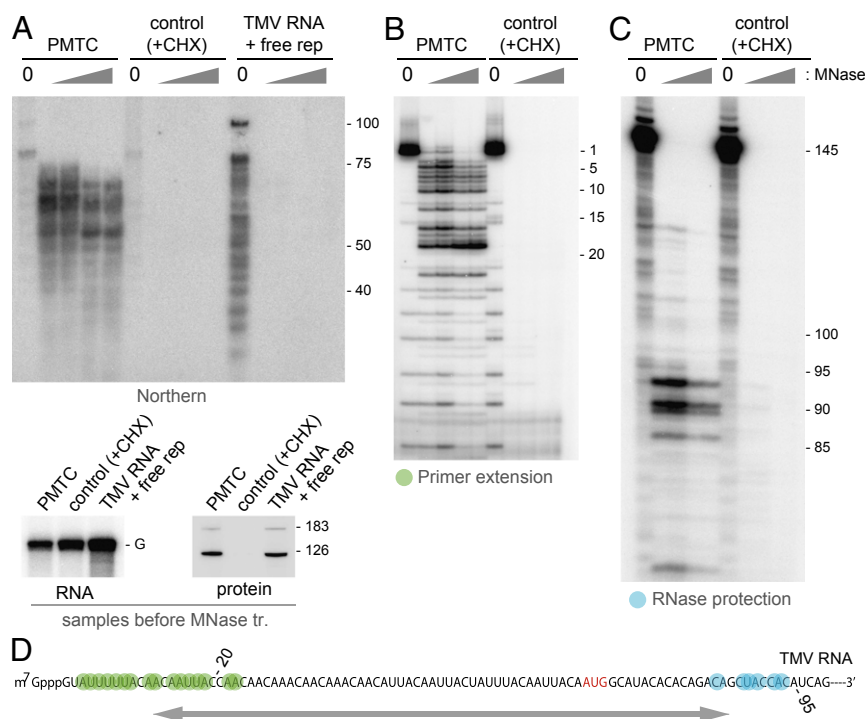 A
B
C
PMTC
control
(+CHX)
TMV RNA
+ free rep
PMTC
control
(+CHX)
PMTC
control
(+CHX)
0
0
0
0
0
0
0
: MNase
- 100
- 75
- 50
- 40
- 1
- 5
- 10
- 15
- 20
- 145
- 100
- 95
- 90
- 85
Northern
Primer extension
RNase protection
PMTC
control (+CHX)
TMV RNA
+ free rep
- G
RNA
PMTC
control (+CHX)
TMV RNA
+ free rep
- 183
- 126
protein
samples before MNase tr.
D
- 20
TMV RNA
m7 GpppGUAUUUUUACAACAAUUACCAACAACAACAAACAACAAACAACAUUACAAUUACUAUUUACAAUUACAAUGGCAUACACACAGACAGCUACCACAUCAG----3'
- 95